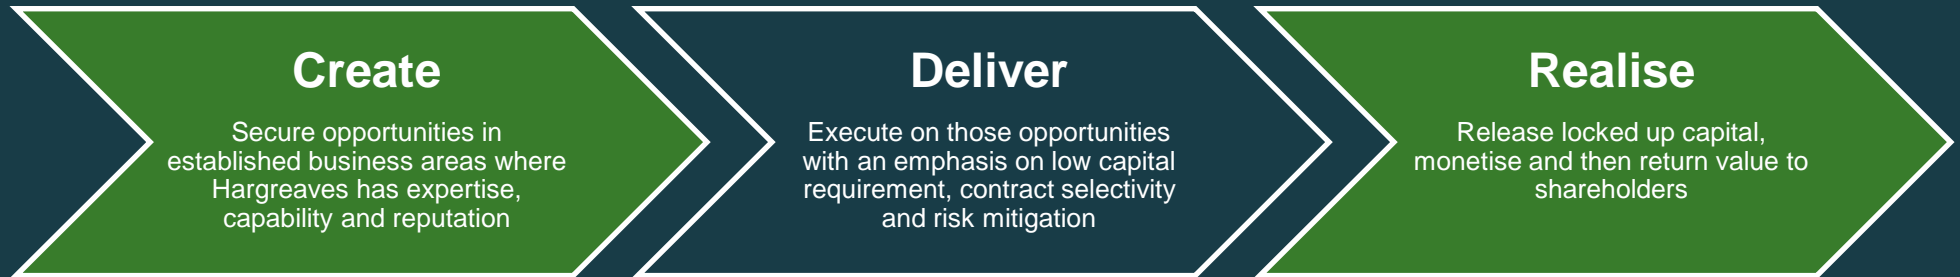 Create
Secure opportunities in
established business areas where
Hargreaves has expertise,
capability and reputation
Deliver
Execute on those opportunities
with an emphasis on low capital
requirement, contract selectivity
and risk mitigation
Realise
Release locked up capital,
monetise and then return value to
shareholders